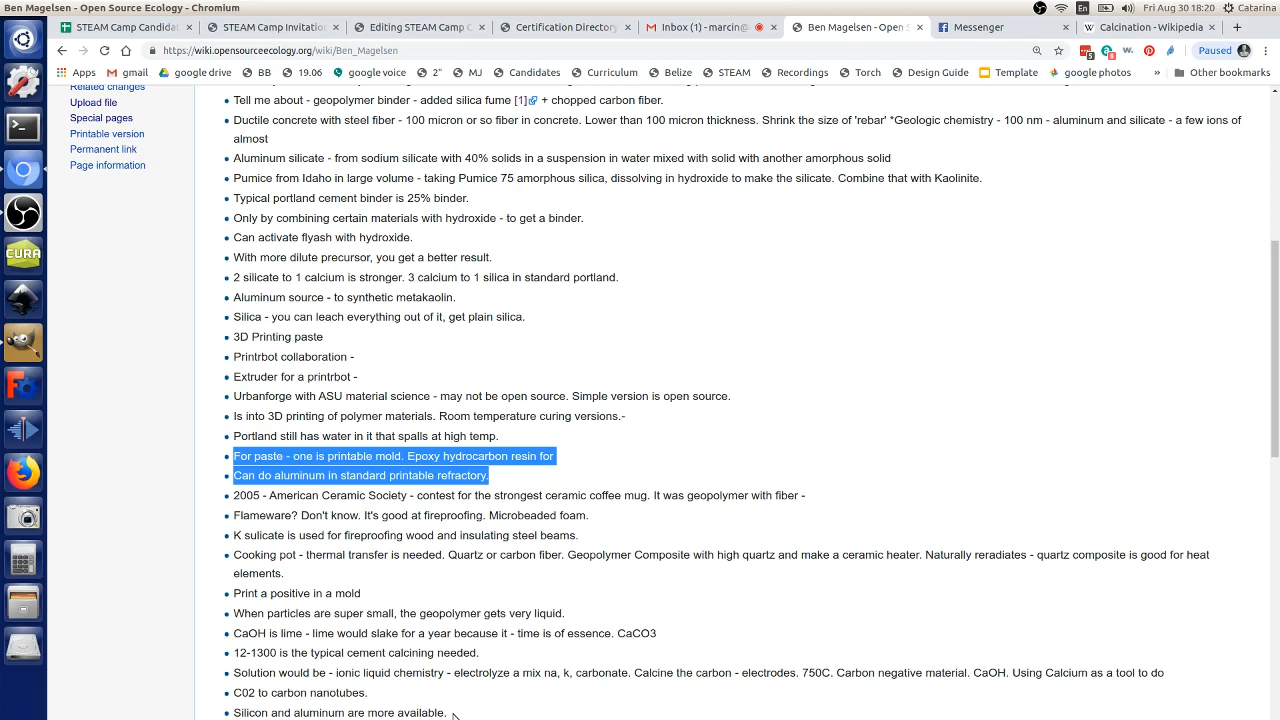 Ben Magelsen - Open Source Ecology - Chromium
En
Fri Aug 30 18:20
Catarina
STEAM Camp Candidat
STEAM Camp Invitation
Editing STEAM Camp C
Certification Directory
Inbox (1) - marcin@
Ben Magelsen - Open S
Messenger
Calcination - Wikipedia
https://wiki.opensourceecology.org/wiki/Ben_Magelsen
Paused
Apps
gmail
google drive
BB
19.06
google voice
2"
MJ
Candidates
Curriculum
Belize
STEAM
Recordings
Torch
Design Guide
Template
google photos
»
Other bookmarks
Related changes
Upload file
Special pages
Printable version
Permanent link
Page information
Tell me about - geopolymer binder - added silica fume [1] + chopped carbon fiber.
Ductile concrete with steel fiber - 100 micron or so fiber in concrete. Lower than 100 micron thickness. Shrink the size of 'rebar' *Geologic chemistry - 100 nm - aluminum and silicate - a few ions of
almost
Aluminum silicate - from sodium silicate from 40% solids in a suspension in water mixed with solid with another amorphous solid
Pumice from Idaho in large volume - taking Pumice 75 amorphous silica, dissolving in hydroxide to make the silicate. Combine that with Kaolinite.
Typical portland cement binder is 25% binder.
Only by combining certain materials with hydroxide - to get a binder.
Can activate flyash with hydroxide.
With more dilute precursor, you get a better result.
2 silicate to 1 calcium is stronger. 3 calcium to 1 silica in standard portland.
Aluminum source - to synthetic metakaolin.
Silica - you can leach everything out of it, get plain silica.
3D Printing paste
Printrbot collaboration -
Extruder for a printrbot -
Urbanforge with ASU material science - may not be open source. Simple version is open source.
Is into 3D printing of polymer materials. Room temperature curing versions.-
Portland still has water in it that spalls at high temp.
For paste - one is printable mold. Epoxy hydrocarbon resin for
Can do aluminum in standard printable refractory.
2005 - American Ceramic Society - contest for the strongest ceramic coffee mug. It was geopolymer with fiber -
Flameware? Don't know. It's good at fireproofing. Microbeaded foam.
K sulicate is used for fireproofing wood and insulating steel beams.
Cooking pot - thermal transfer is needed. Quartz or carbon fiber. Geopolymer Composite with high quartz and make a ceramic heater. Naturally reradiates - quartz composite is good for heat
elements.
Print a positive in a mold
When particles are super small, the geopolymer gets very liquid.
CaOH is lime - lime would slake for a year because it - time is of essence. CaCO3
12-1300 is the typical cement calcining needed.
Solution would be - ionic liquid chemistry - electrolyze a mix na, k, carbonate. Calcine the carbon - electrodes. 750C. Carbon negative material. CaOH. Using Calcium as a tool to do
C02 to carbon nanotubes.
Silicon and aluminum are more available.
CURA